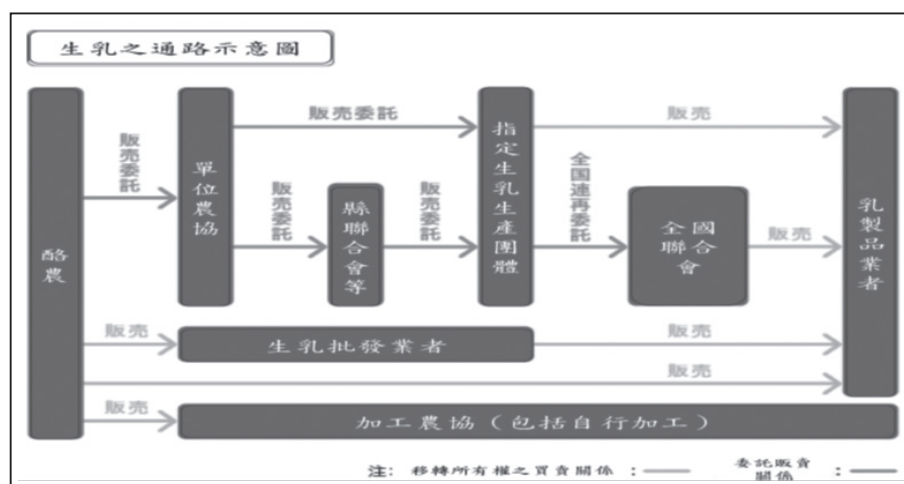 生乳之通路示意圖
酪農
販売委託
單位農協
販売委託
販売委託
縣聯合會等
販売委託
指定生乳生產團體
販売
全国連再委託
全國聯合會
販売
乳製品業者
販売
生乳批發業者
販売
販売
販売
加工農協（包括自行加工）
注: 移轉所有權之買賣關係 :
委託販賣關係 :